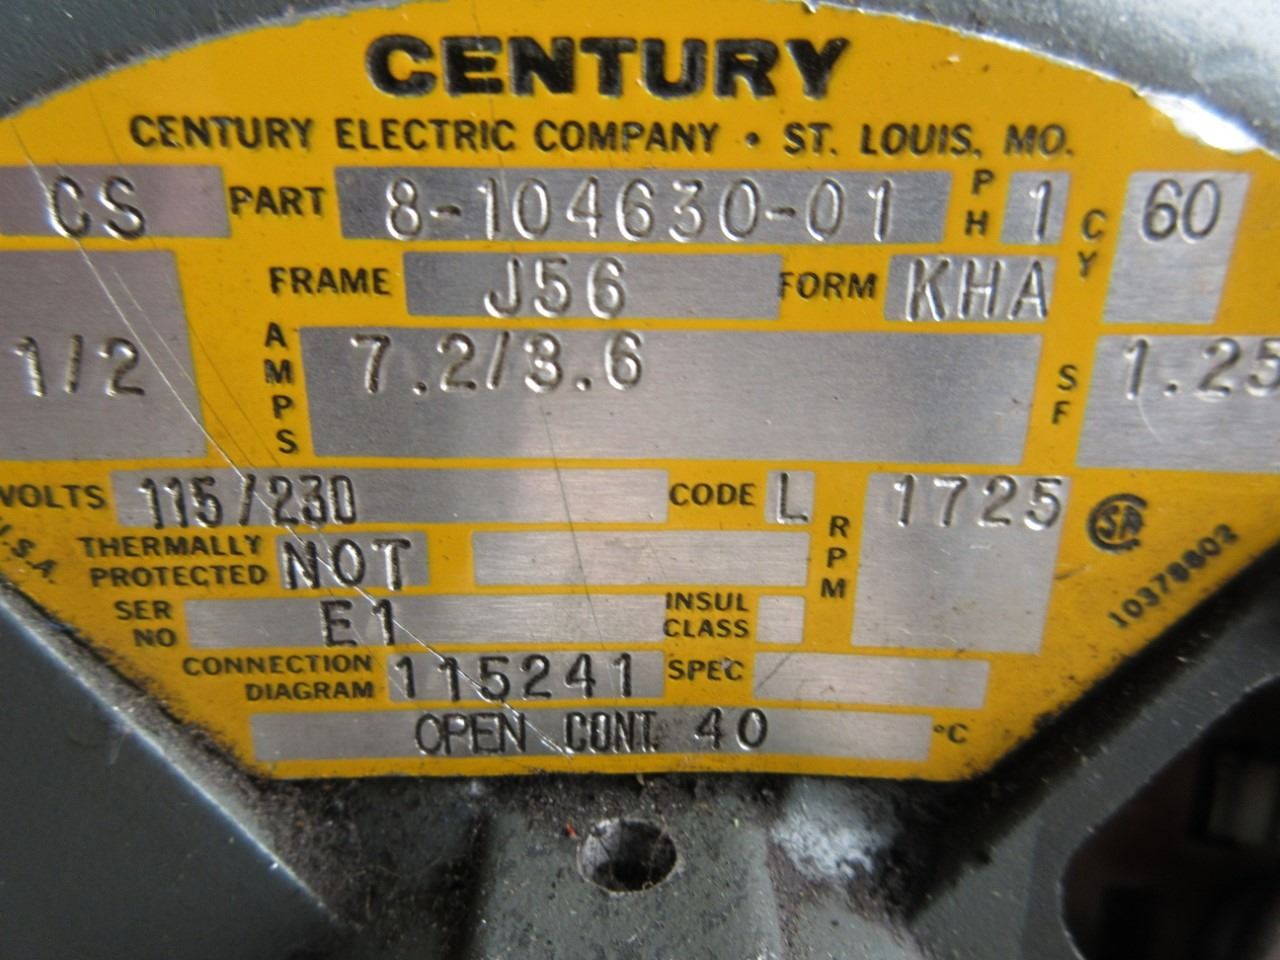 CENTURY
CENTURY ELECTRIC COMPANY • ST. LOUIS, MO.
CS PART 8-104630-01 PH 1 CY 60
FRAME J56 FORM KHA
1/2 AMPS 7.2/3.6 SF 1.25
VOLTS 115/230 CODE L RPM 1725
U.S.A. THERMALLY PROTECTED NOT
SER NO E1 INSUL CLASS
CONNECTION DIAGRAM 115241 SPEC
OPEN CONT. 40 °C
SA
10378802